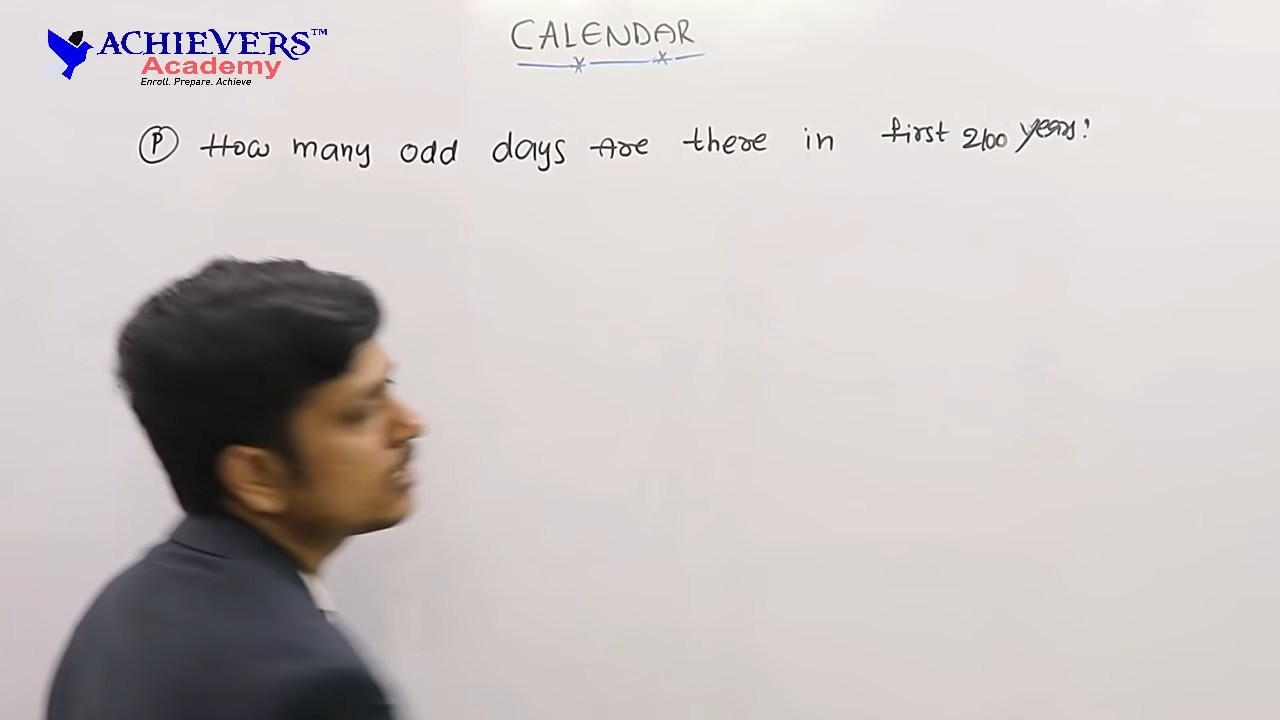 ACHIEVERS™
Academy
Enroll. Prepare. Achieve
CALENDAR
P How many odd days Are there in first 2100 years?